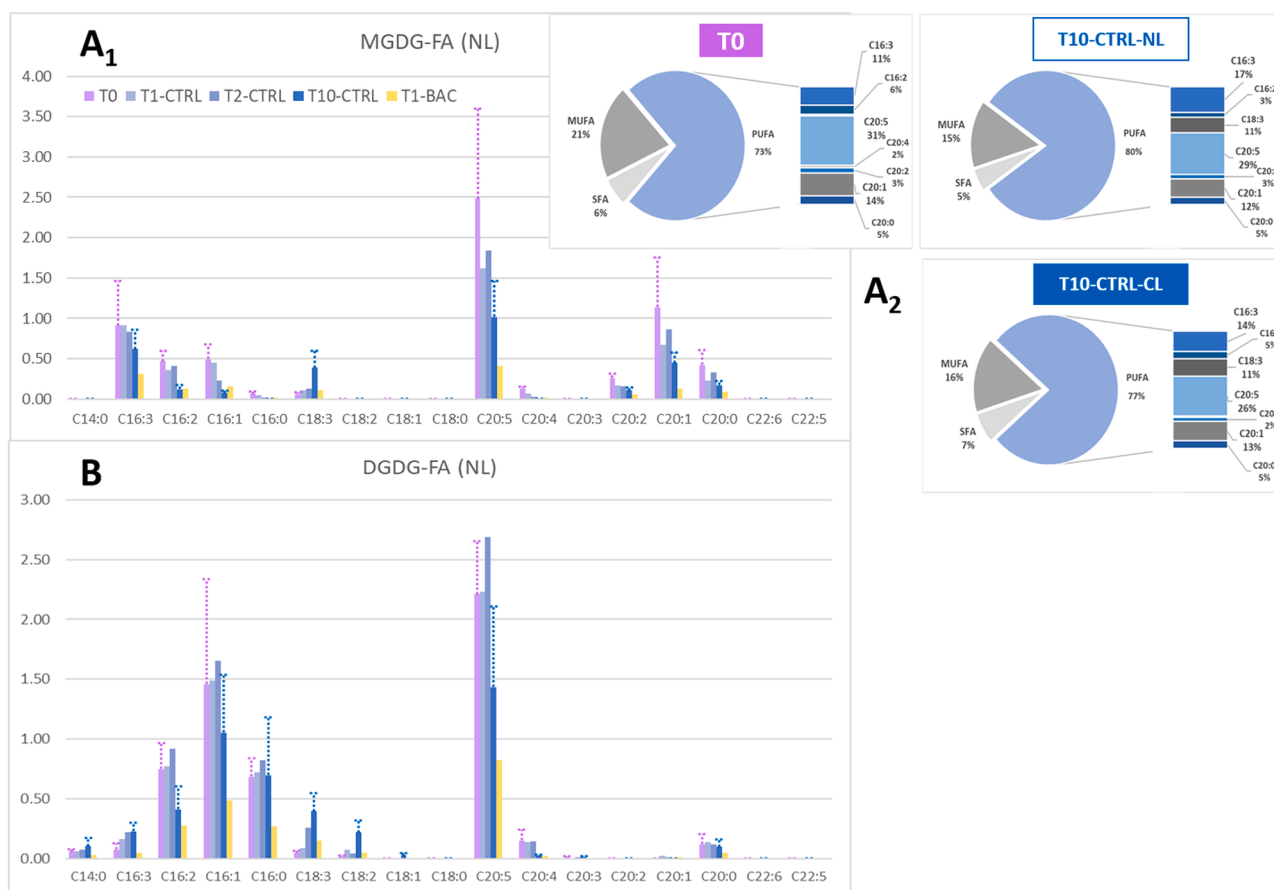 A1
MGDG-FA (NL)
4.00
3.50
3.00
2.50
2.00
1.50
1.00
0.50
0.00
T0 T1-CTRL T2-CTRL T10-CTRL T1-BAC
C14:0 C16:3 C16:2 C16:1 C16:0 C18:3 C18:2 C18:1 C18:0 C20:5 C20:4 C20:3 C20:2 C20:1 C20:0 C22:6 C22:5
T0
MUFA
21%
SFA
6%
PUFA
73%
C16:3
11%
C16:2
6%
C20:5
31%
C20:4
2%
C20:2
3%
C20:1
14%
C20:0
5%
T10-CTRL-NL
MUFA
15%
SFA
5%
PUFA
80%
C16:3
17%
C16:2
3%
C18:3
11%
C20:5
29%
C20:
3%
C20:1
12%
C20:0
5%
A2
T10-CTRL-CL
MUFA
16%
SFA
7%
PUFA
77%
C16:3
14%
C16
5%
C18:3
11%
C20:5
26%
C20
2%
C20:1
13%
C20:0
5%
B
DGDG-FA (NL)
3.00
2.50
2.00
1.50
1.00
0.50
0.00
C14:0 C16:3 C16:2 C16:1 C16:0 C18:3 C18:2 C18:1 C18:0 C20:5 C20:4 C20:3 C20:2 C20:1 C20:0 C22:6 C22:5